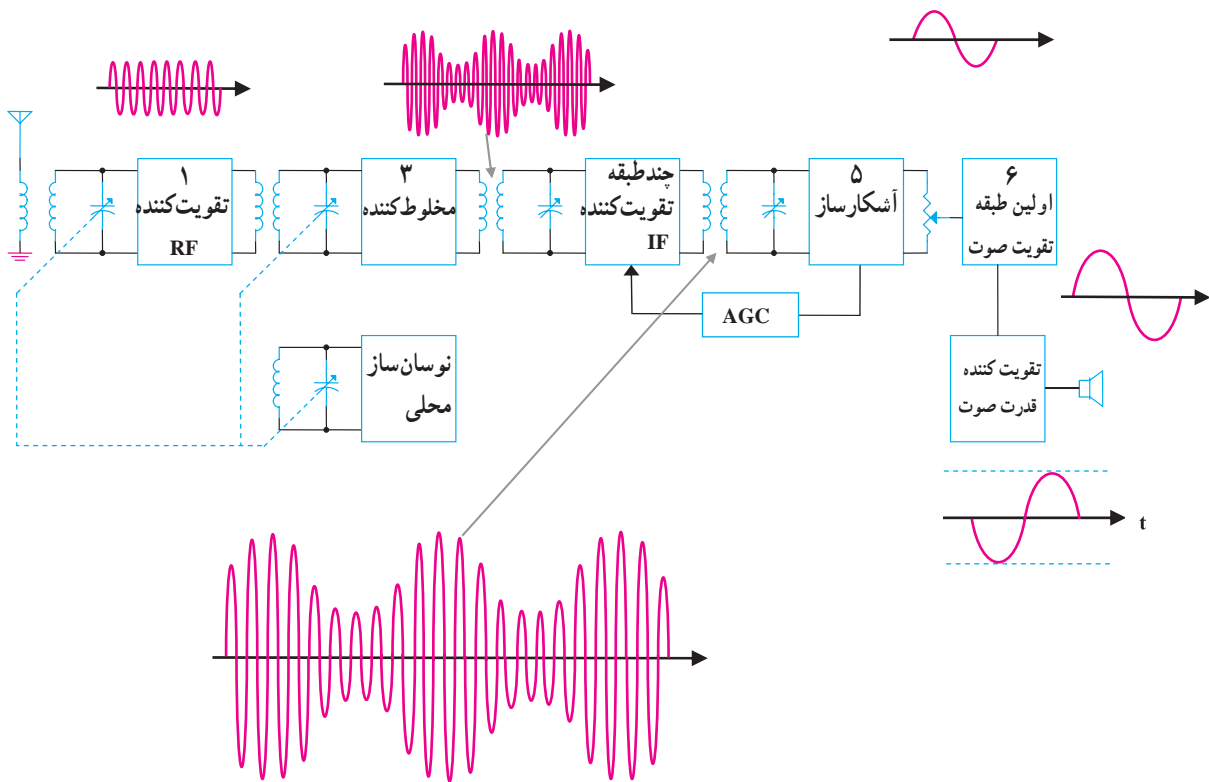 ۱
تقویت‌کننده
RF
۳
مخلوط‌کننده
چندطبقه
تقویت‌کننده
IF
۵
آشکارساز
۶
اولین طبقه
تقویت صوت
AGC
نوسان‌ساز
محلی
تقویت کننده
قدرت صوت
t